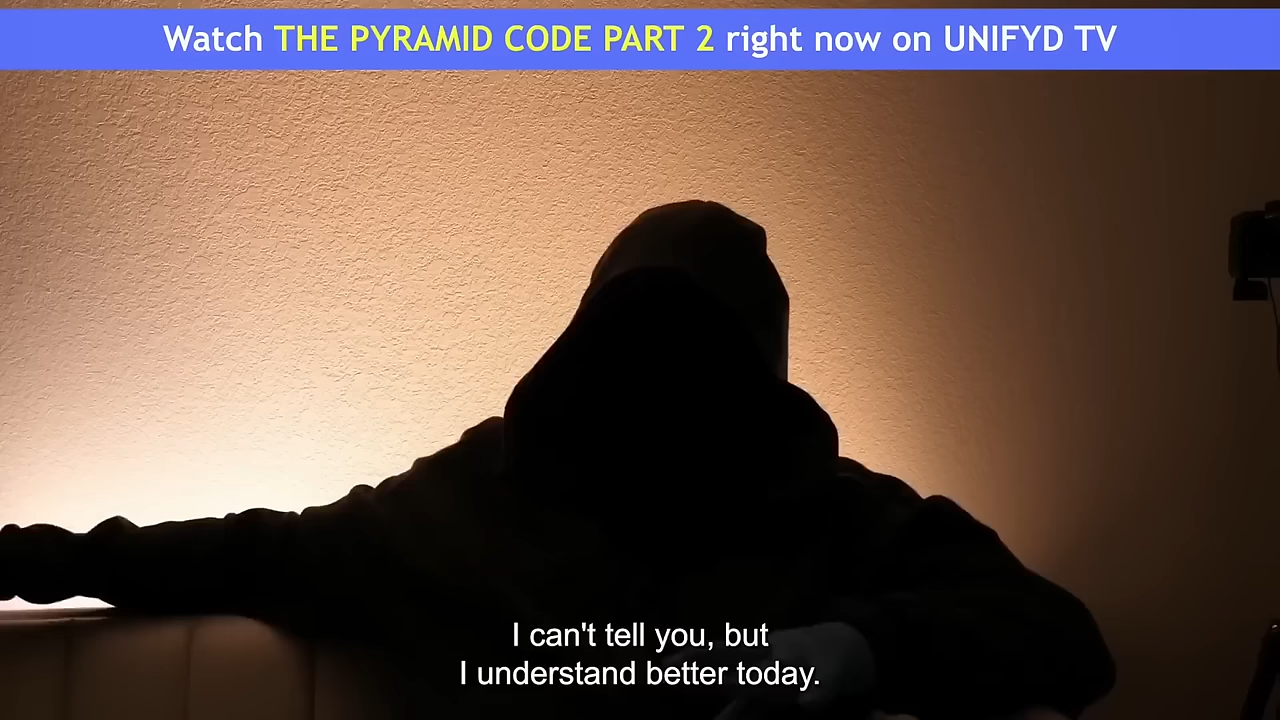 Watch THE PYRAMID CODE PART 2 right now on UNIFYD TV
I can't tell you, but
I understand better today.